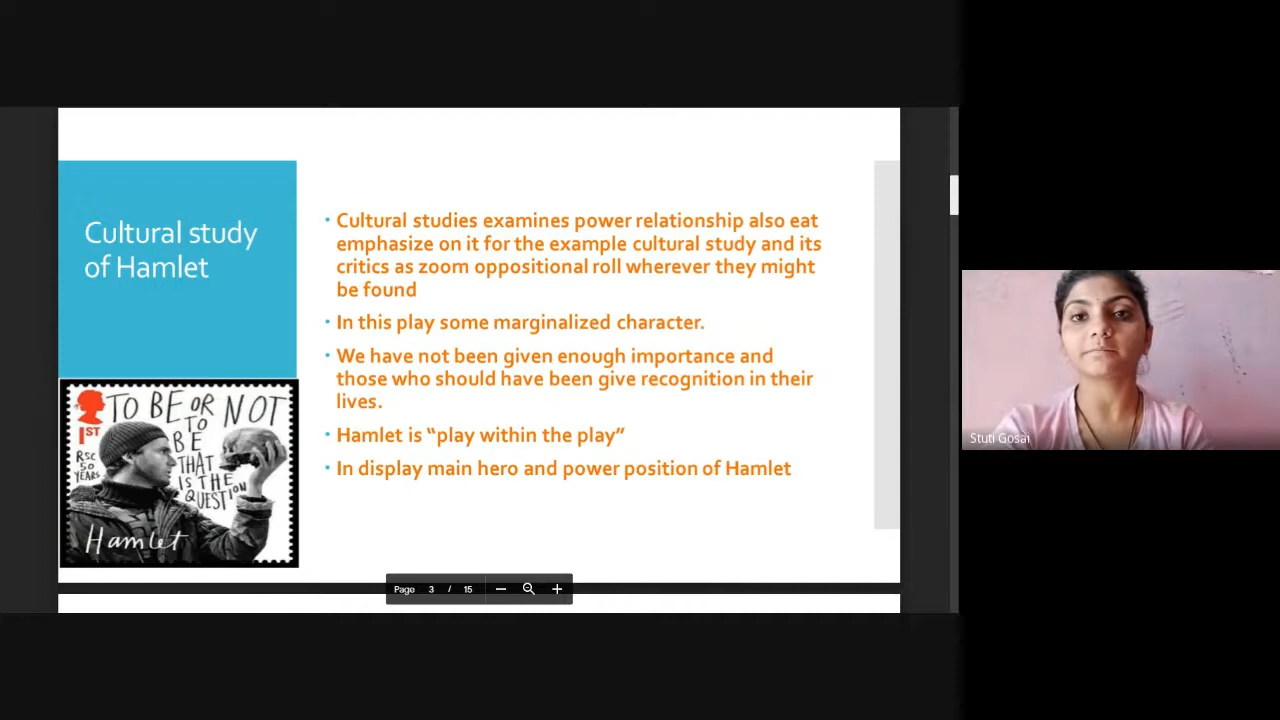 Cultural study
of Hamlet
Cultural studies examines power relationship also eat
emphasize on it for the example cultural study and its
critics as zoom oppositional roll wherever they might
be found
In this play some marginalized character.
We have not been given enough importance and
those who should have been give recognition in their
lives.
Hamlet is “play within the play”
In display main hero and power position of Hamlet
TO BE OR NOT
TO
BE
THAT
IS THE
QUESTION
1ST
RSC
50
YEARS
Hamlet
Page 3 / 15
Stuti Gosai